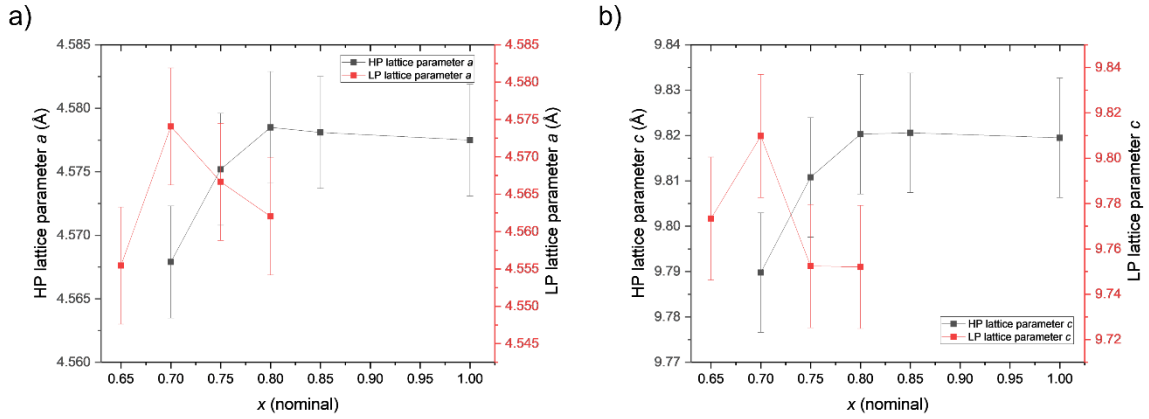 a)
4.585
4.580
4.575
4.570
4.565
4.560
HP lattice parameter a (Å)
HP lattice parameter a
LP lattice parameter a
4.585
4.580
4.575
4.570
4.565
4.560
4.555
4.550
4.545
LP lattice parameter a (Å)
0.65 0.70 0.75 0.80 0.85 0.90 0.95 1.00
x (nominal)
b)
9.84
9.83
9.82
9.81
9.80
9.79
9.78
9.77
HP lattice parameter c (Å)
HP lattice parameter c
LP lattice parameter c
9.84
9.82
9.80
9.78
9.76
9.74
9.72
LP lattice parameter c
0.65 0.70 0.75 0.80 0.85 0.90 0.95 1.00
x (nominal)